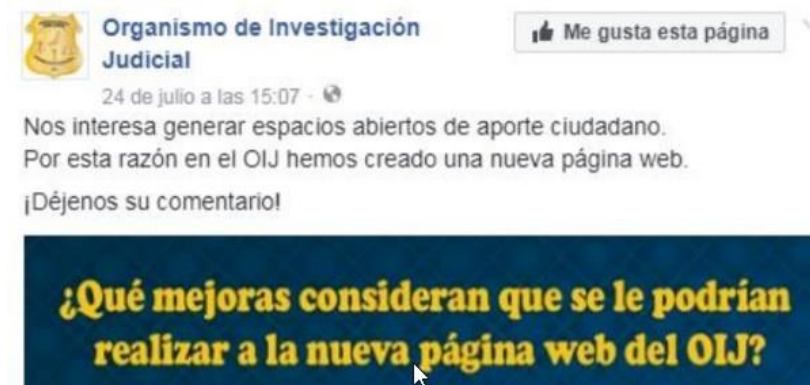 Organismo de Investigación
Judicial
Me gusta esta página
24 de julio a las 15:07 ·
Nos interesa generar espacios abiertos de aporte ciudadano.
Por esta razón en el OIJ hemos creado una nueva página web.
¡Déjenos su comentario!
¿Qué mejoras consideran que se le podrían
realizar a la nueva página web del OIJ?